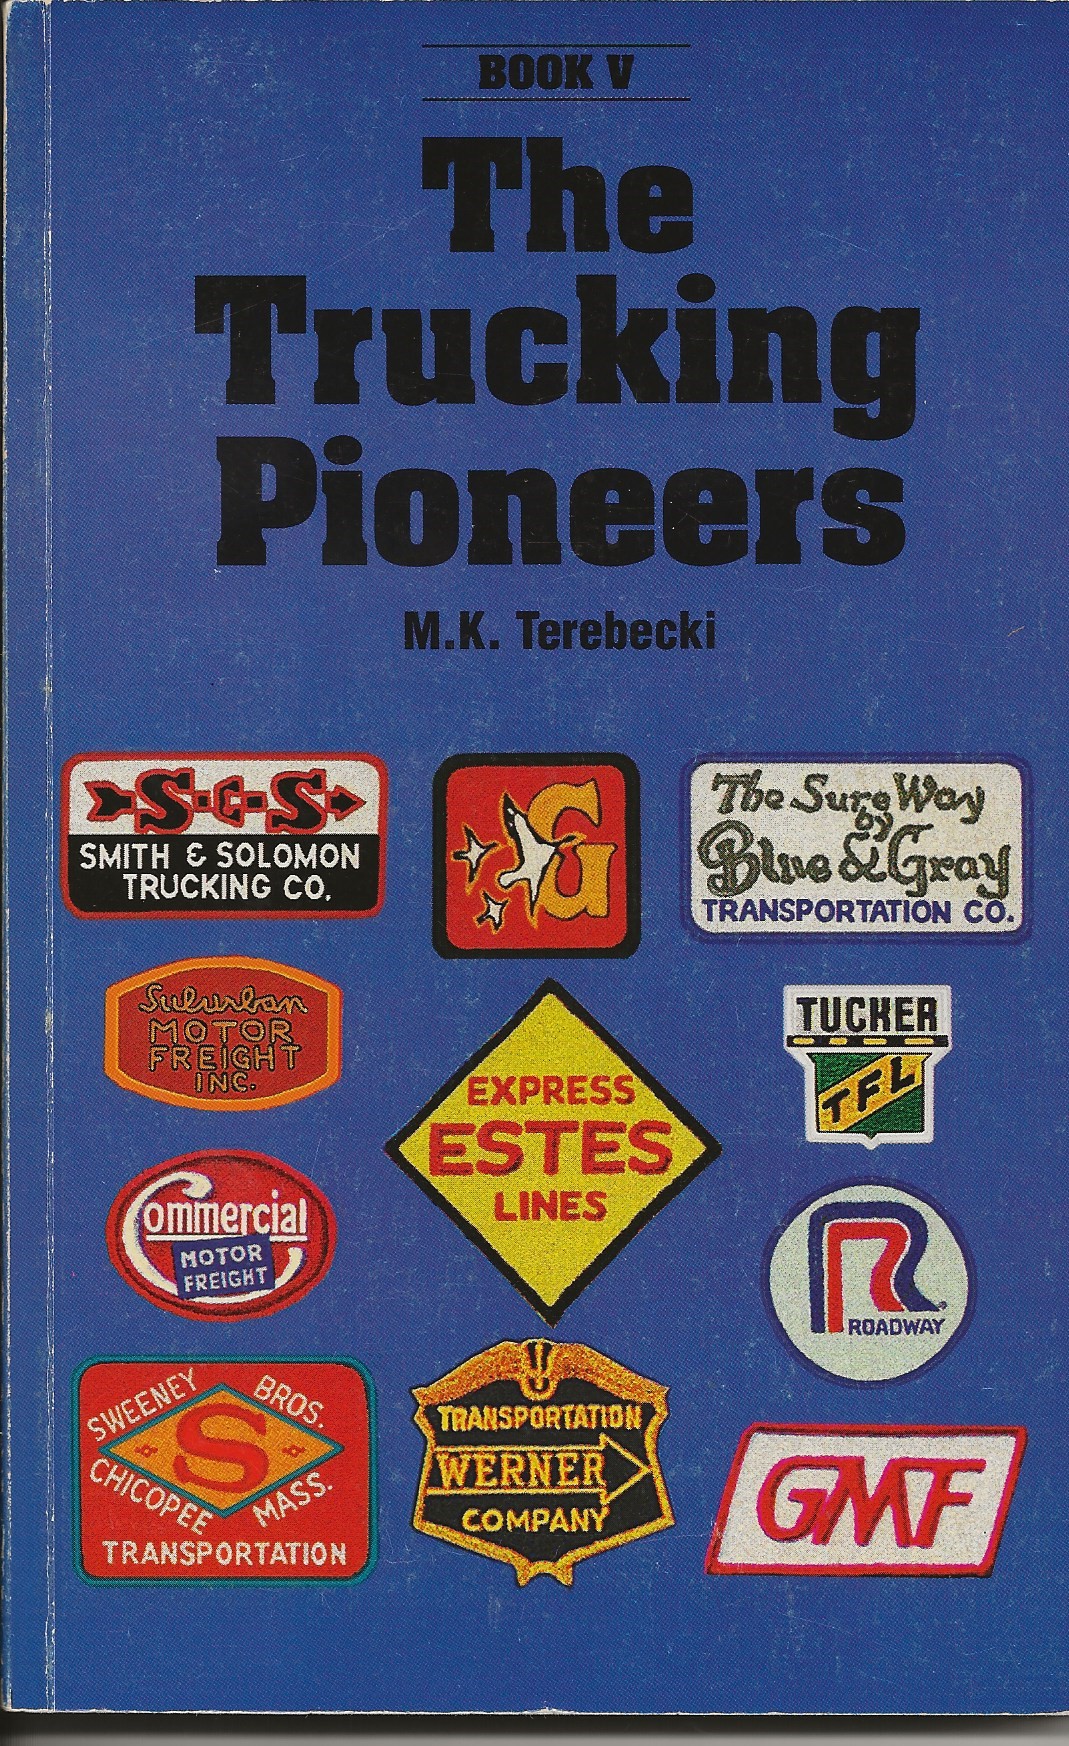 BOOK V
The
Trucking
Pioneers
M.K. Terebecki
S & S
SMITH & SOLOMON
TRUCKING CO.
G
The Sure Way
by
Blue & Gray
TRANSPORTATION CO.
Suburban
MOTOR
FREIGHT
INC.
EXPRESS
ESTES
LINES
TUCKER
TFL
Commercial
MOTOR
FREIGHT
R
ROADWAY
SWEENEY BROS.
S
CHICOPEE MASS.
TRANSPORTATION
TRANSPORTATION
WERNER
COMPANY
GMF